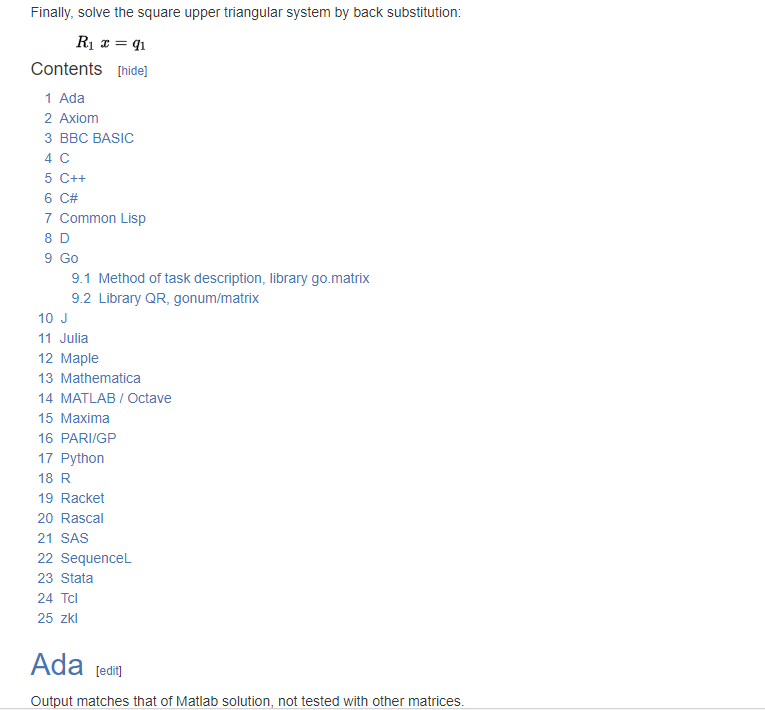 Finally, solve the square upper triangular system by back substitution:
R₁ x = q₁
Contents [hide]
1 Ada
2 Axiom
3 BBC BASIC
4 C
5 C++
6 C#
7 Common Lisp
8 D
9 Go
9.1 Method of task description, library go.matrix
9.2 Library QR, gonum/matrix
10 J
11 Julia
12 Maple
13 Mathematica
14 MATLAB / Octave
15 Maxima
16 PARI/GP
17 Python
18 R
19 Racket
20 Rascal
21 SAS
22 SequenceL
23 Stata
24 Tcl
25 zkl
Ada [edit]
Output matches that of Matlab solution, not tested with other matrices.